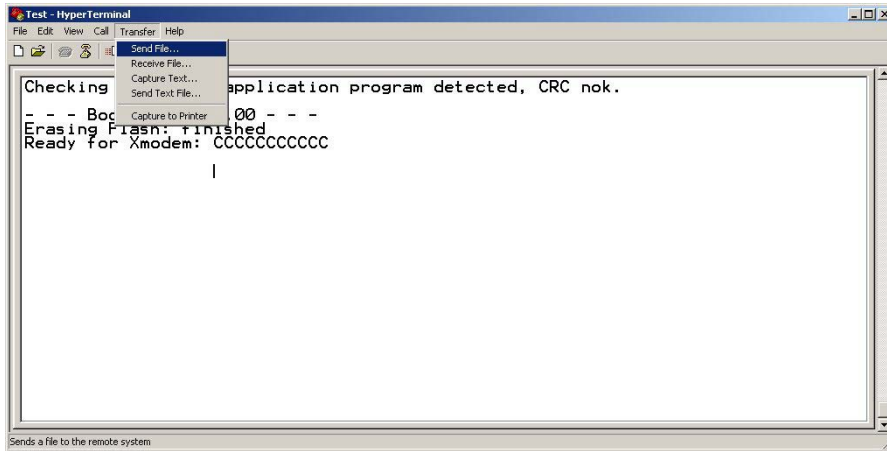 Test - HyperTerminal
File Edit View Call Transfer Help
Send File...
Receive File...
Capture Text...
Send Text File...
Capture to Printer
Checking application program detected, CRC nok.
- - - Boo .00 - - -
Erasing Flash: finished
Ready for Xmodem: CCCCCCCCCCC
Sends a file to the remote system